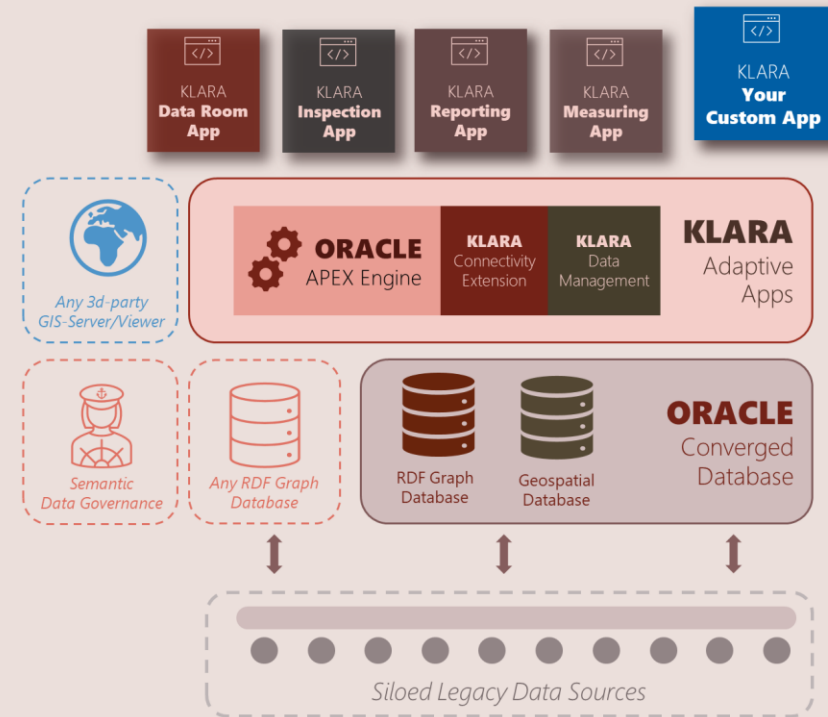 KLARA
Data Room
App
KLARA
Inspection
App
KLARA
Reporting
App
KLARA
Measuring
App
KLARA
Your
Custom App
Any 3d-party
GIS-Server/Viewer
ORACLE
APEX Engine
KLARA
Connectivity
Extension
KLARA
Data
Management
KLARA
Adaptive
Apps
Semantic
Data Governance
Any RDF Graph
Database
RDF Graph
Database
Geospatial
Database
ORACLE
Converged
Database
Siloed Legacy Data Sources